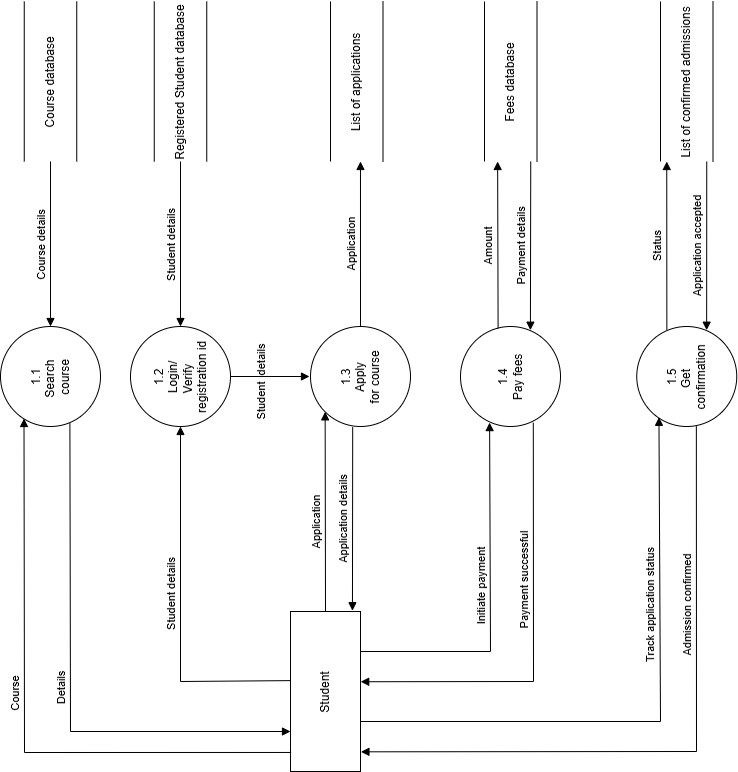 Course database
Registered Student database
List of applications
Fees database
List of confirmed admissions
Course details
Student details
Application
Amount
Payment details
Status
Application accepted
1.1
Search
course
1.2
Login/
Verify
registration id
Student details
1.3
Apply
for course
1.4
Pay fees
1.5
Get
confirmation
Course
Details
Student details
Application
Application details
Initiate payment
Payment successful
Track application status
Admission confirmed
Student